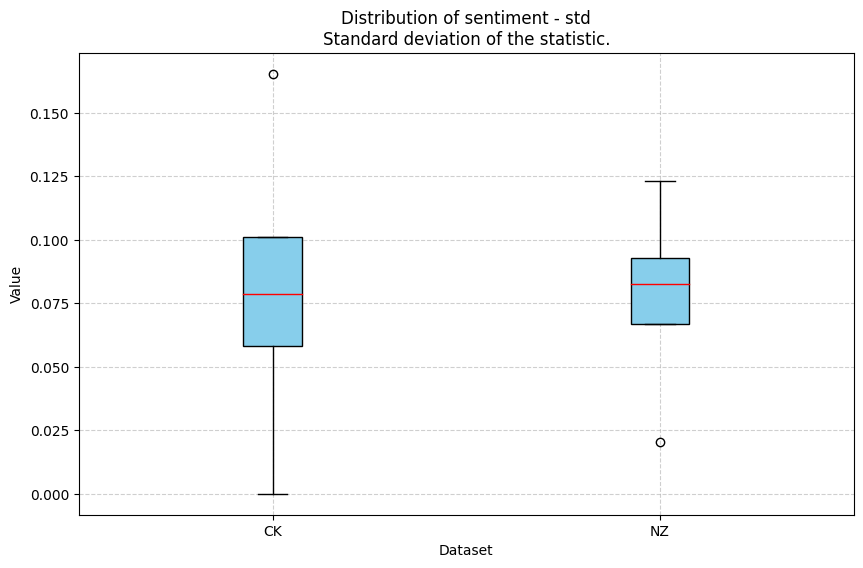 Distribution of sentiment - std
Standard deviation of the statistic.
Value
0.150
0.125
0.100
0.075
0.050
0.025
0.000
CK
NZ
Dataset